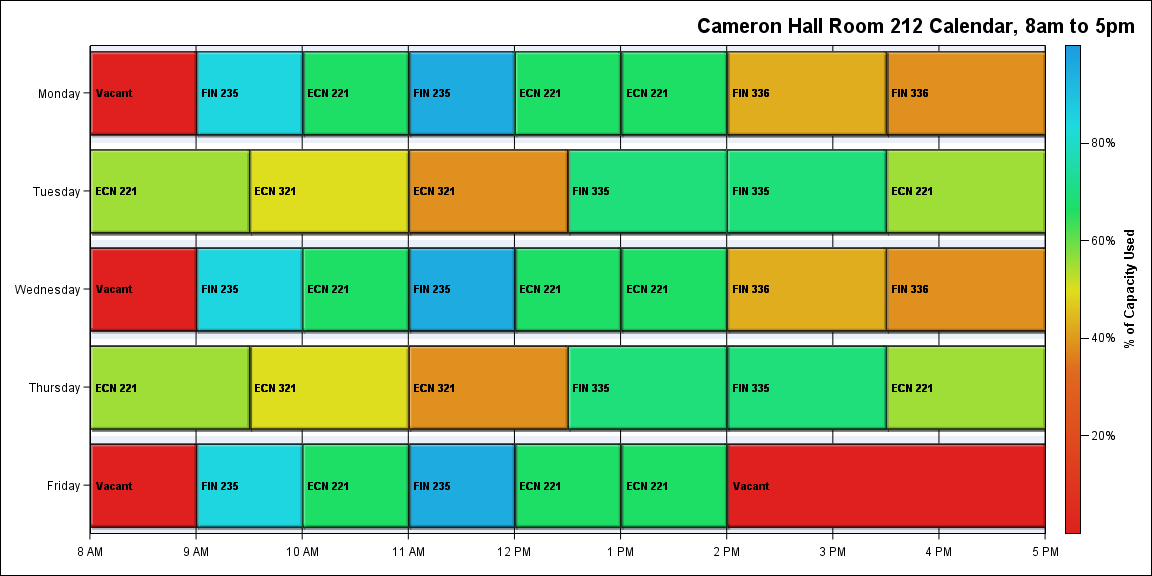 Cameron Hall Room 212 Calendar, 8am to 5pm
Monday Vacant FIN 235 ECN 221 FIN 235 ECN 221 ECN 221 FIN 336 FIN 336
80%
Tuesday ECN 221 ECN 321 ECN 321 FIN 335 FIN 335 ECN 221
60%
% of Capacity Used
Wednesday Vacant FIN 235 ECN 221 FIN 235 ECN 221 ECN 221 FIN 336 FIN 336
40%
Thursday ECN 221 ECN 321 ECN 321 FIN 335 FIN 335 ECN 221
20%
Friday Vacant FIN 235 ECN 221 FIN 235 ECN 221 ECN 221 Vacant
8 AM 9 AM 10 AM 11 AM 12 PM 1 PM 2 PM 3 PM 4 PM 5 PM